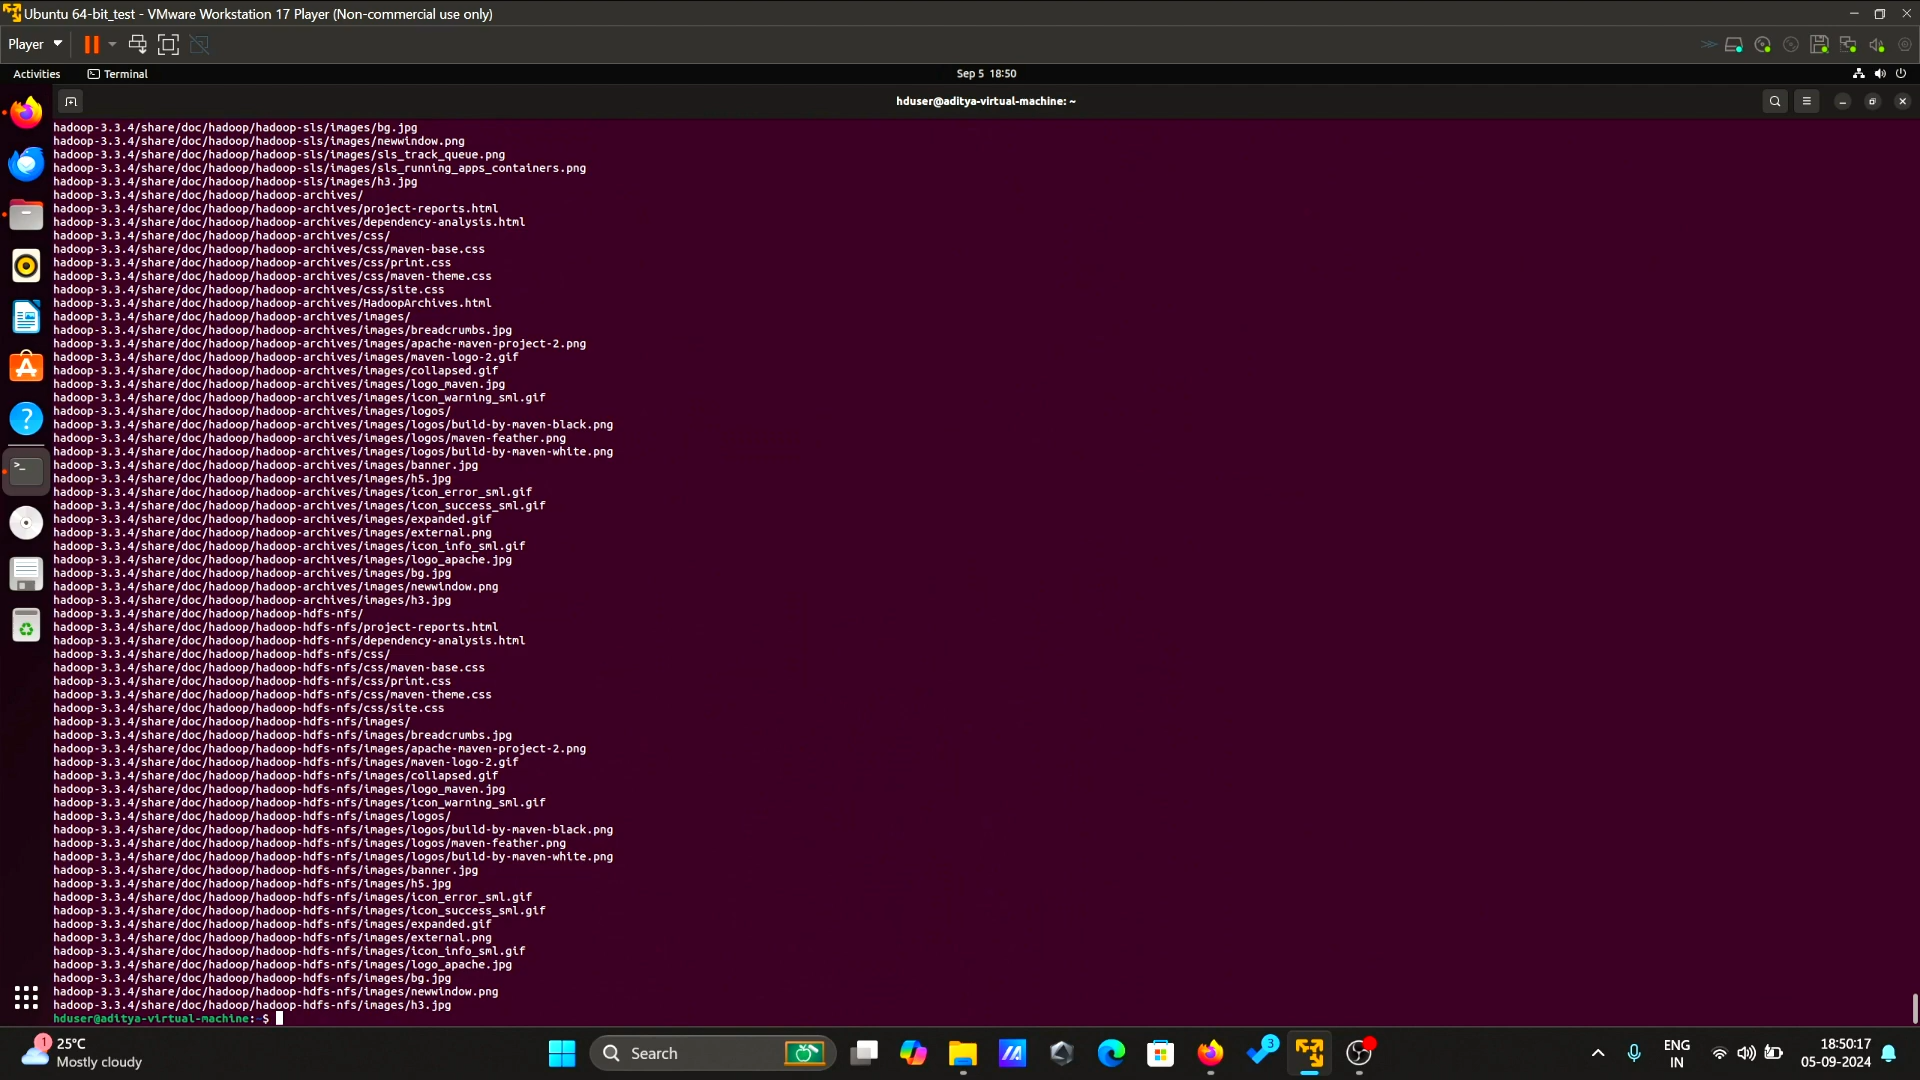 Ubuntu 64-bit_test - VMware Workstation 17 Player (Non-commercial use only)
Player
Activities
Terminal
Sep 5 18:50
hduser@aditya-virtual-machine: ~
hadoop-3.3.4/share/doc/hadoop/hadoop-sls/images/bg.jpg
hadoop-3.3.4/share/doc/hadoop/hadoop-sls/images/newwindow.png
hadoop-3.3.4/share/doc/hadoop/hadoop-sls/images/sls_track_queue.png
hadoop-3.3.4/share/doc/hadoop/hadoop-sls/images/sls_running_apps_containers.png
hadoop-3.3.4/share/doc/hadoop/hadoop-sls/images/h3.jpg
hadoop-3.3.4/share/doc/hadoop/hadoop-archives/
hadoop-3.3.4/share/doc/hadoop/hadoop-archives/project-reports.html
hadoop-3.3.4/share/doc/hadoop/hadoop-archives/dependency-analysis.html
hadoop-3.3.4/share/doc/hadoop/hadoop-archives/css/
hadoop-3.3.4/share/doc/hadoop/hadoop-archives/css/maven-base.css
hadoop-3.3.4/share/doc/hadoop/hadoop-archives/css/print.css
hadoop-3.3.4/share/doc/hadoop/hadoop-archives/css/maven-theme.css
hadoop-3.3.4/share/doc/hadoop/hadoop-archives/css/site.css
hadoop-3.3.4/share/doc/hadoop/hadoop-archives/HadoopArchives.html
hadoop-3.3.4/share/doc/hadoop/hadoop-archives/images/
hadoop-3.3.4/share/doc/hadoop/hadoop-archives/images/breadcrumbs.jpg
hadoop-3.3.4/share/doc/hadoop/hadoop-archives/images/apache-maven-project-2.png
hadoop-3.3.4/share/doc/hadoop/hadoop-archives/images/maven-logo-2.gif
hadoop-3.3.4/share/doc/hadoop/hadoop-archives/images/collapsed.gif
hadoop-3.3.4/share/doc/hadoop/hadoop-archives/images/logo_maven.jpg
hadoop-3.3.4/share/doc/hadoop/hadoop-archives/images/icon_warning_sml.gif
hadoop-3.3.4/share/doc/hadoop/hadoop-archives/images/logos/
hadoop-3.3.4/share/doc/hadoop/hadoop-archives/images/logos/build-by-maven-black.png
hadoop-3.3.4/share/doc/hadoop/hadoop-archives/images/logos/maven-feather.png
hadoop-3.3.4/share/doc/hadoop/hadoop-archives/images/logos/build-by-maven-white.png
hadoop-3.3.4/share/doc/hadoop/hadoop-archives/images/banner.jpg
hadoop-3.3.4/share/doc/hadoop/hadoop-archives/images/h5.jpg
hadoop-3.3.4/share/doc/hadoop/hadoop-archives/images/icon_error_sml.gif
hadoop-3.3.4/share/doc/hadoop/hadoop-archives/images/icon_success_sml.gif
hadoop-3.3.4/share/doc/hadoop/hadoop-archives/images/expanded.gif
hadoop-3.3.4/share/doc/hadoop/hadoop-archives/images/external.png
hadoop-3.3.4/share/doc/hadoop/hadoop-archives/images/icon_info_sml.gif
hadoop-3.3.4/share/doc/hadoop/hadoop-archives/images/logo_apache.jpg
hadoop-3.3.4/share/doc/hadoop/hadoop-archives/images/bg.jpg
hadoop-3.3.4/share/doc/hadoop/hadoop-archives/images/newwindow.png
hadoop-3.3.4/share/doc/hadoop/hadoop-archives/images/h3.jpg
hadoop-3.3.4/share/doc/hadoop/hadoop-hdfs-nfs/
hadoop-3.3.4/share/doc/hadoop/hadoop-hdfs-nfs/project-reports.html
hadoop-3.3.4/share/doc/hadoop/hadoop-hdfs-nfs/dependency-analysis.html
hadoop-3.3.4/share/doc/hadoop/hadoop-hdfs-nfs/css/
hadoop-3.3.4/share/doc/hadoop/hadoop-hdfs-nfs/css/maven-base.css
hadoop-3.3.4/share/doc/hadoop/hadoop-hdfs-nfs/css/print.css
hadoop-3.3.4/share/doc/hadoop/hadoop-hdfs-nfs/css/maven-theme.css
hadoop-3.3.4/share/doc/hadoop/hadoop-hdfs-nfs/css/site.css
hadoop-3.3.4/share/doc/hadoop/hadoop-hdfs-nfs/images/
hadoop-3.3.4/share/doc/hadoop/hadoop-hdfs-nfs/images/breadcrumbs.jpg
hadoop-3.3.4/share/doc/hadoop/hadoop-hdfs-nfs/images/apache-maven-project-2.png
hadoop-3.3.4/share/doc/hadoop/hadoop-hdfs-nfs/images/maven-logo-2.gif
hadoop-3.3.4/share/doc/hadoop/hadoop-hdfs-nfs/images/collapsed.gif
hadoop-3.3.4/share/doc/hadoop/hadoop-hdfs-nfs/images/logo_maven.jpg
hadoop-3.3.4/share/doc/hadoop/hadoop-hdfs-nfs/images/icon_warning_sml.gif
hadoop-3.3.4/share/doc/hadoop/hadoop-hdfs-nfs/images/logos/
hadoop-3.3.4/share/doc/hadoop/hadoop-hdfs-nfs/images/logos/build-by-maven-black.png
hadoop-3.3.4/share/doc/hadoop/hadoop-hdfs-nfs/images/logos/maven-feather.png
hadoop-3.3.4/share/doc/hadoop/hadoop-hdfs-nfs/images/logos/build-by-maven-white.png
hadoop-3.3.4/share/doc/hadoop/hadoop-hdfs-nfs/images/banner.jpg
hadoop-3.3.4/share/doc/hadoop/hadoop-hdfs-nfs/images/h5.jpg
hadoop-3.3.4/share/doc/hadoop/hadoop-hdfs-nfs/images/icon_error_sml.gif
hadoop-3.3.4/share/doc/hadoop/hadoop-hdfs-nfs/images/icon_success_sml.gif
hadoop-3.3.4/share/doc/hadoop/hadoop-hdfs-nfs/images/expanded.gif
hadoop-3.3.4/share/doc/hadoop/hadoop-hdfs-nfs/images/external.png
hadoop-3.3.4/share/doc/hadoop/hadoop-hdfs-nfs/images/icon_info_sml.gif
hadoop-3.3.4/share/doc/hadoop/hadoop-hdfs-nfs/images/logo_apache.jpg
hadoop-3.3.4/share/doc/hadoop/hadoop-hdfs-nfs/images/bg.jpg
hadoop-3.3.4/share/doc/hadoop/hadoop-hdfs-nfs/images/newwindow.png
hadoop-3.3.4/share/doc/hadoop/hadoop-hdfs-nfs/images/h3.jpg
hduser@aditya-virtual-machine:~$
1
25°C
Mostly cloudy
Search
3
ENG
IN
18:50:17
05-09-2024